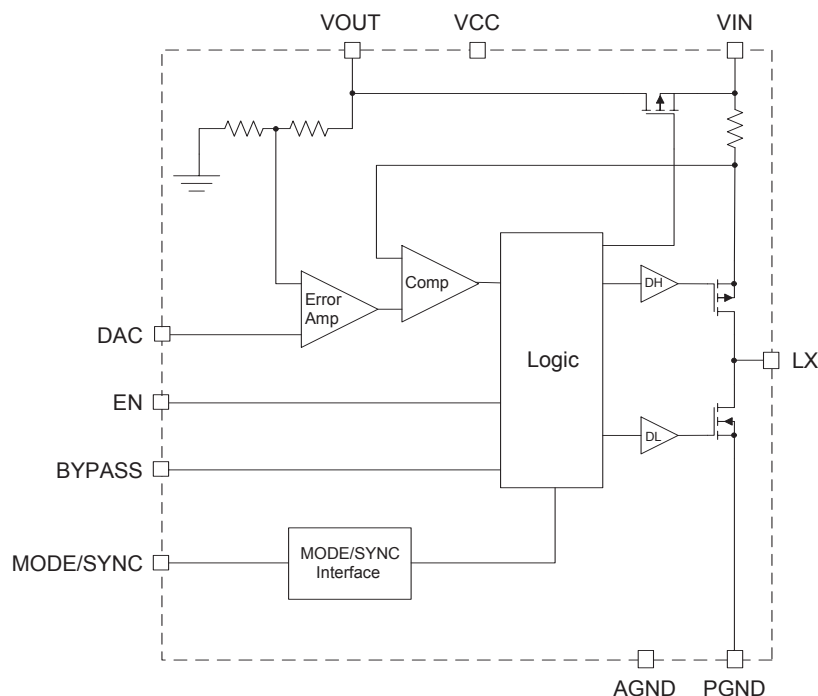 VOUT
VCC
VIN
Comp
Error
Amp
DH
DAC
Logic
LX
EN
DL
BYPASS
MODE/SYNC
MODE/SYNC
Interface
AGND
PGND